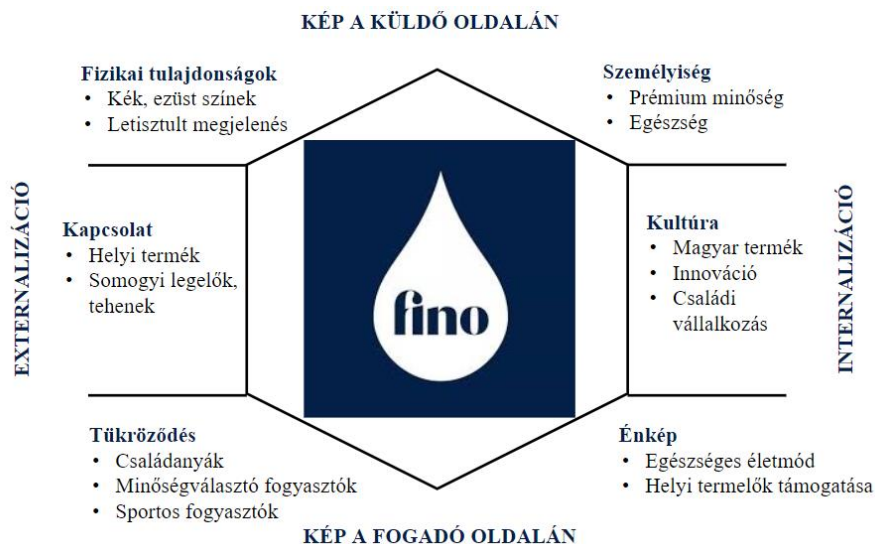 KÉP A KÜLDŐ OLDALÁN
Fizikai tulajdonságok
• Kék, ezüst színek
• Letisztult megjelenés
Személyiség
• Prémium minőség
• Egészség
EXTERNALIZÁCIÓ
Kapcsolat
• Helyi termék
• Somogyi legelők,
tehenek
fino
Kultúra
• Magyar termék
• Innováció
• Családi
vállalkozás
INTERNALIZÁCIÓ
Tükröződés
• Családanyák
• Minőségválasztó fogyasztók
• Sportos fogyasztók
Énkép
• Egészséges életmód
• Helyi termelők támogatása
KÉP A FOGADÓ OLDALÁN